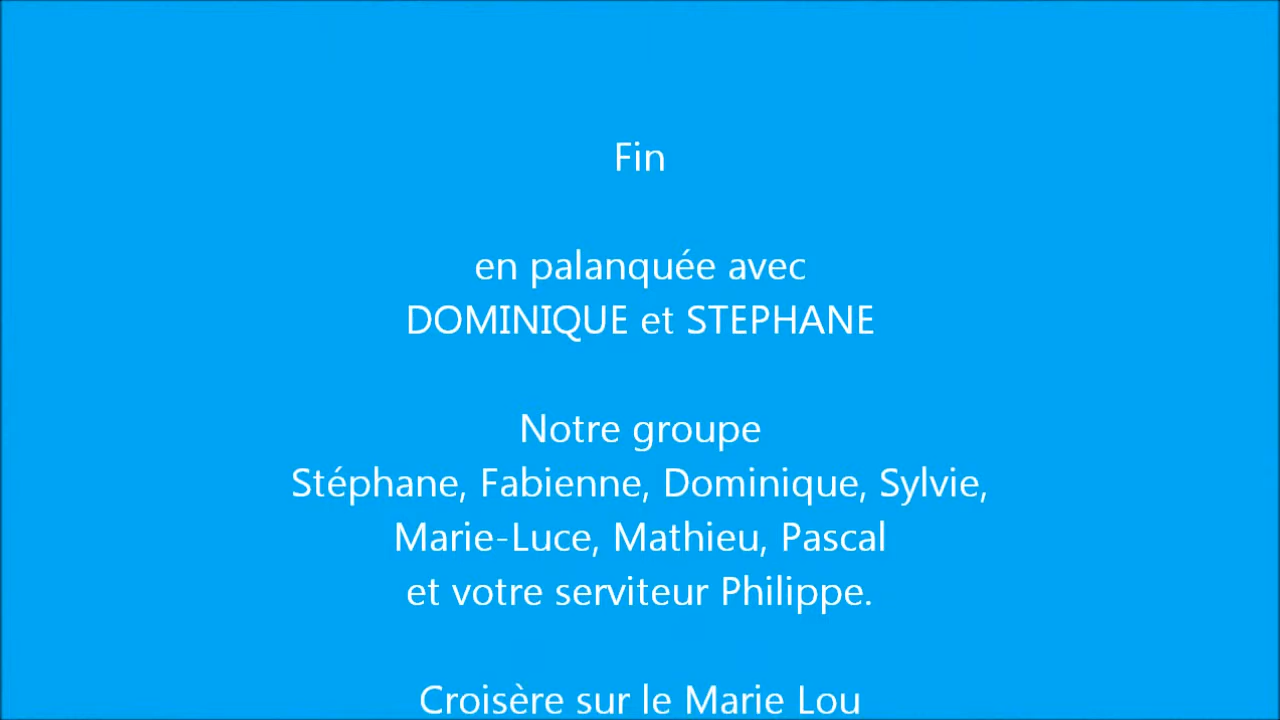 Fin
en palanquée avec
DOMINIQUE et STEPHANE
Notre groupe
Stéphane, Fabienne, Dominique, Sylvie,
Marie-Luce, Mathieu, Pascal
et votre serviteur Philippe.
Croisère sur le Marie Lou